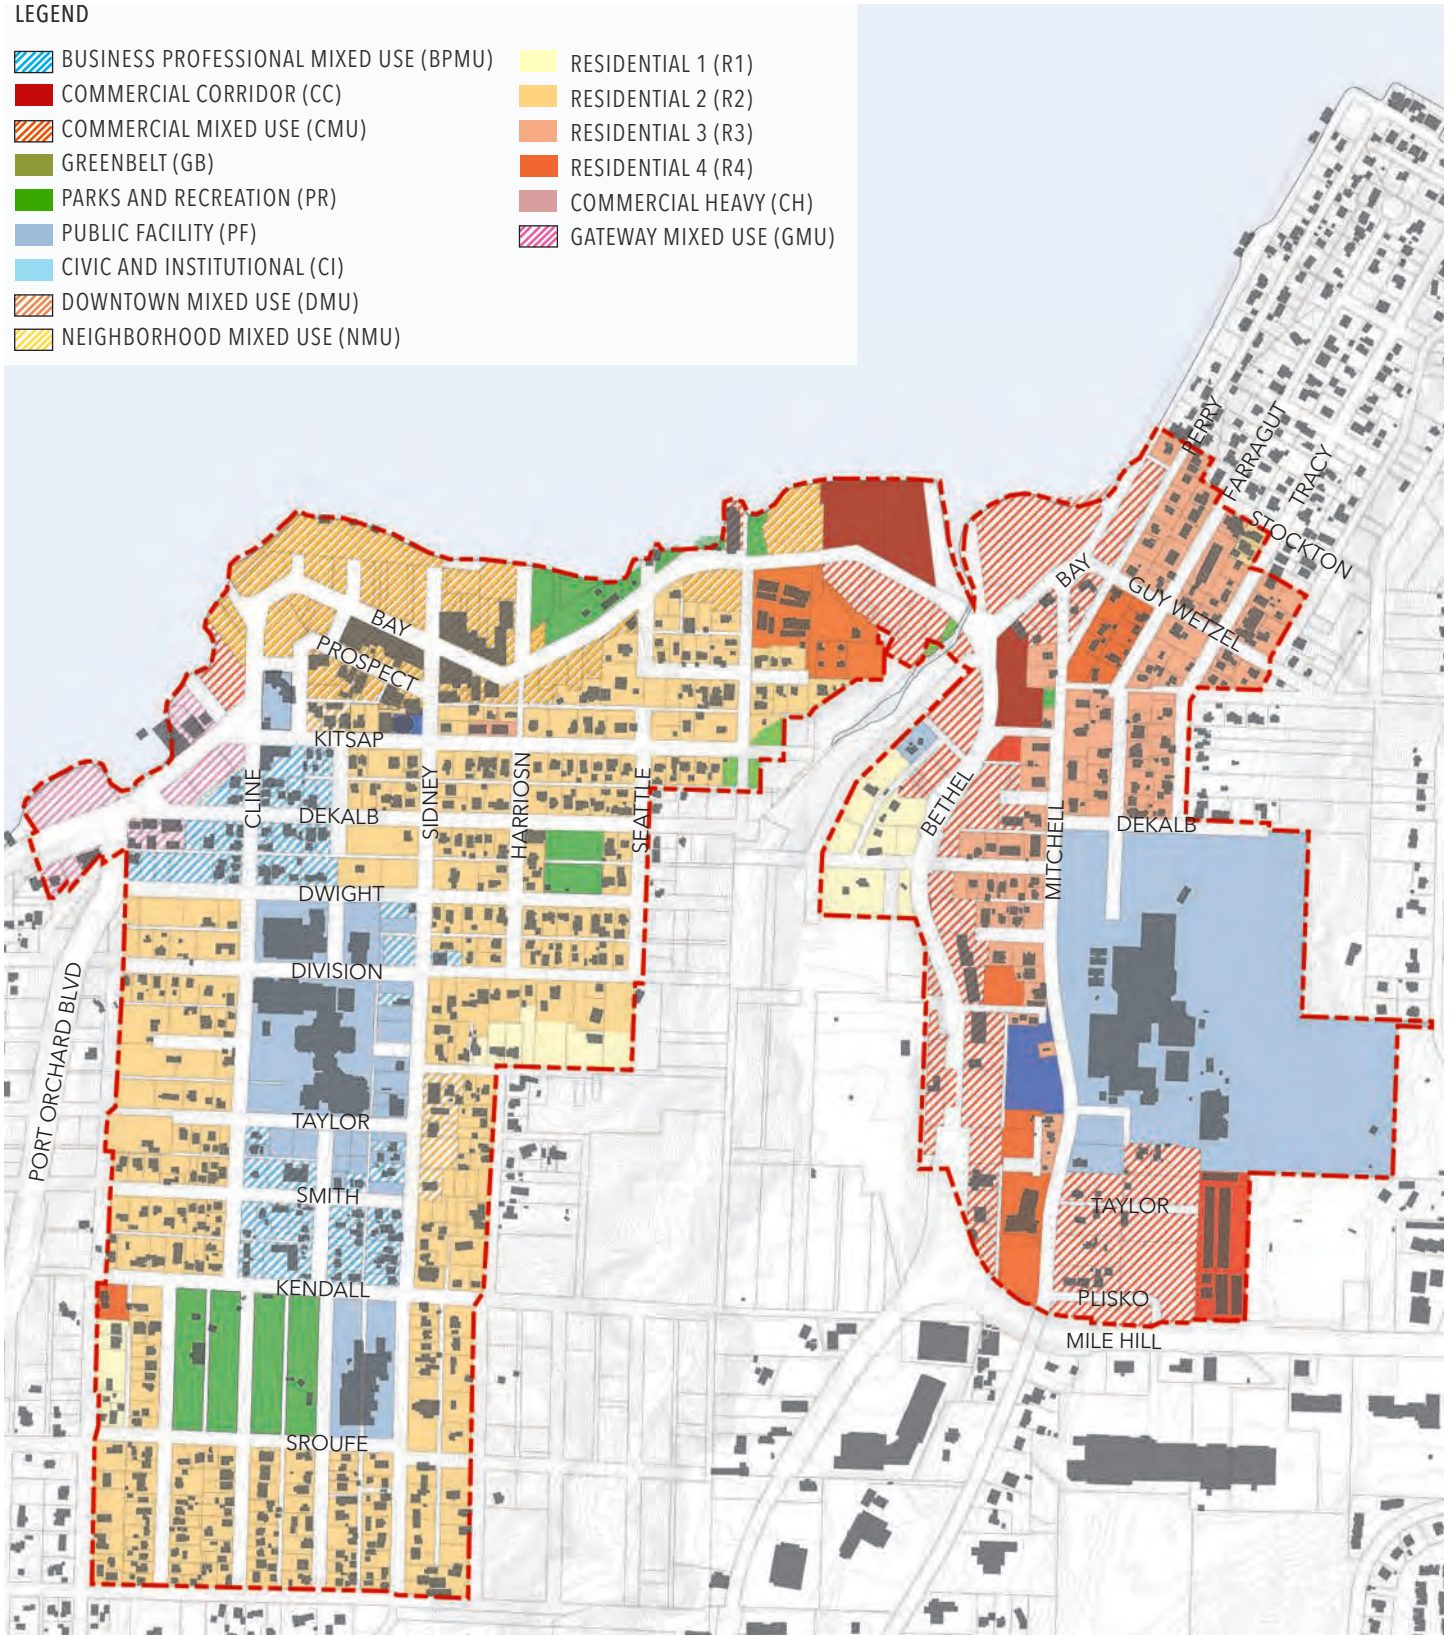 LEGEND
BUSINESS PROFESSIONAL MIXED USE (BPMU)
COMMERCIAL CORRIDOR (CC)
COMMERCIAL MIXED USE (CMU)
GREENBELT (GB)
PARKS AND RECREATION (PR)
PUBLIC FACILITY (PF)
CIVIC AND INSTITUTIONAL (CI)
DOWNTOWN MIXED USE (DMU)
NEIGHBORHOOD MIXED USE (NMU)
RESIDENTIAL 1 (R1)
RESIDENTIAL 2 (R2)
RESIDENTIAL 3 (R3)
RESIDENTIAL 4 (R4)
COMMERCIAL HEAVY (CH)
GATEWAY MIXED USE (GMU)
PERRY
FARRAGUT
TRACY
STOCKTON
BAY
GUY WETZEL
BAY
PROSPECT
KITSAP
CLINE
SIDNEY
HARRIOSN
SEATTLE
BETHEL
MITCHELL
DEKALB
DEKALB
DWIGHT
DIVISION
PORT ORCHARD BLVD
TAYLOR
SMITH
TAYLOR
KENDALL
PLISKO
MILE HILL
SROUFE